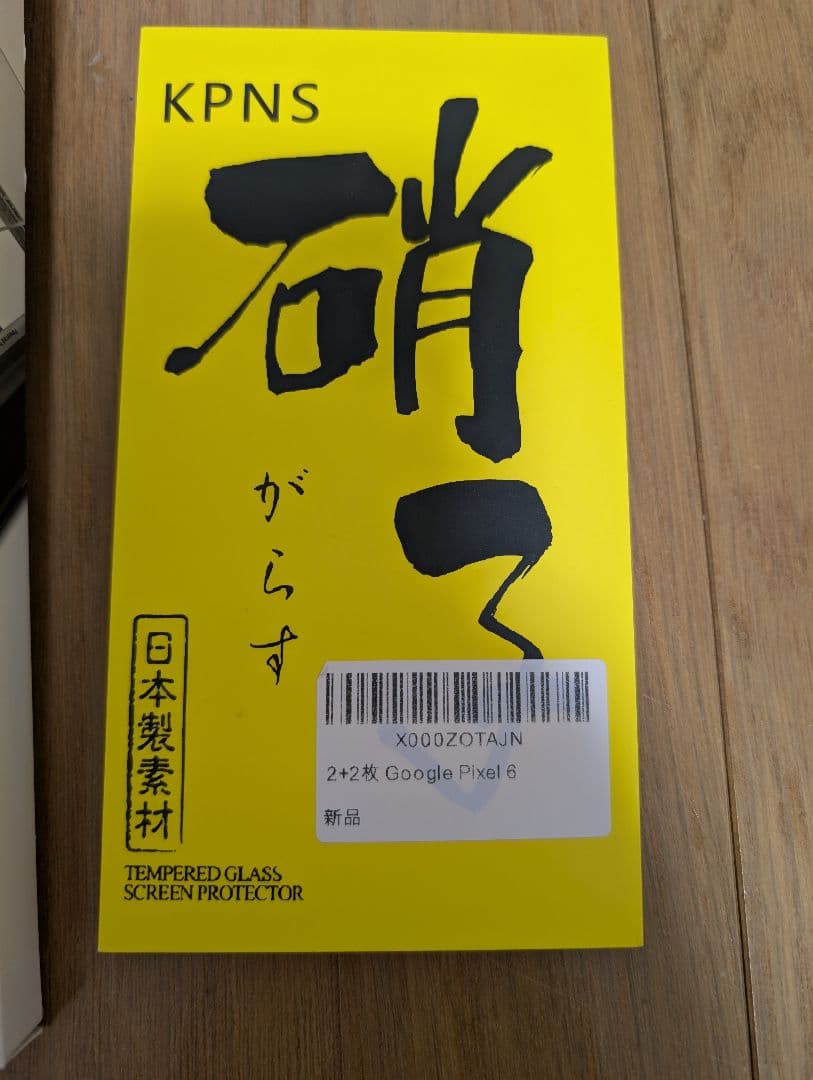 KPNS
硝子
がらす
日本製素材
X000ZOTAJN
2+2枚 Google Pixel 6
新品
TEMPERED GLASS
SCREEN PROTECTOR